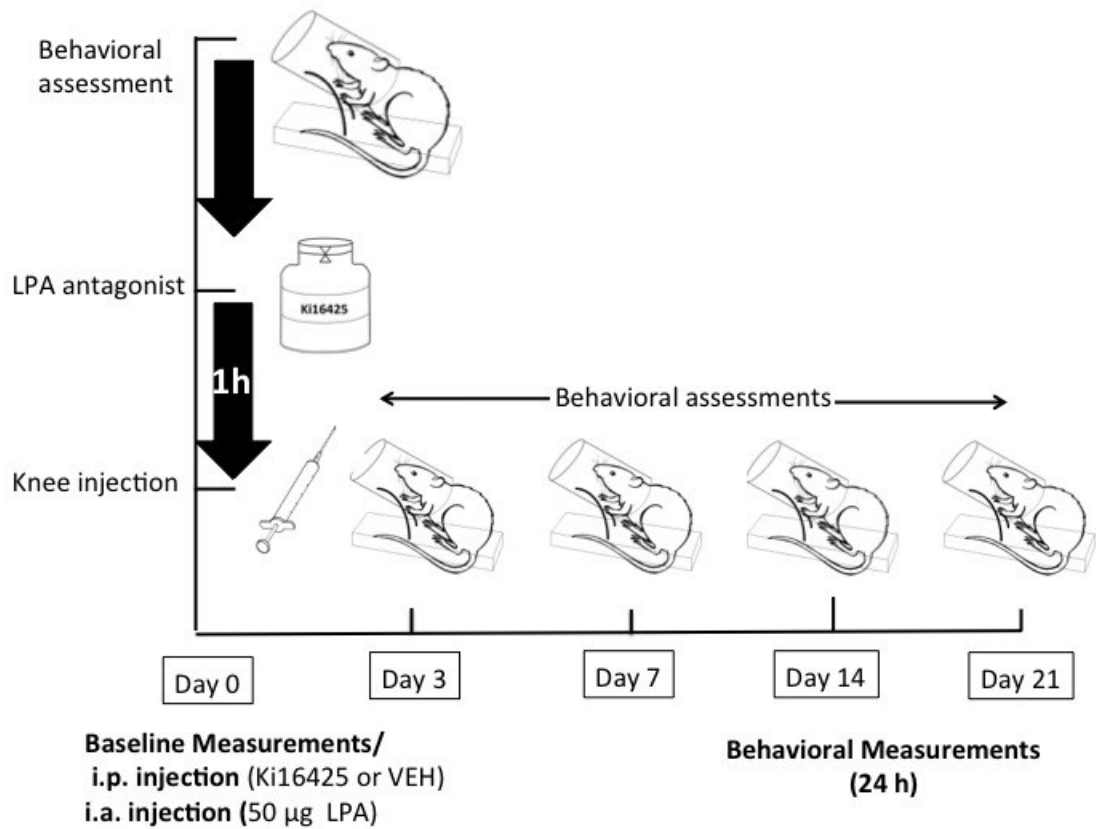 Behavioral
assessment
LPA antagonist
Ki16425
1h
Behavioral assessments
Knee injection
Day 0
Day 3
Day 7
Day 14
Day 21
Baseline Measurements/
i.p. injection (Ki16425 or VEH)
i.a. injection (50 µg LPA)
Behavioral Measurements
(24 h)